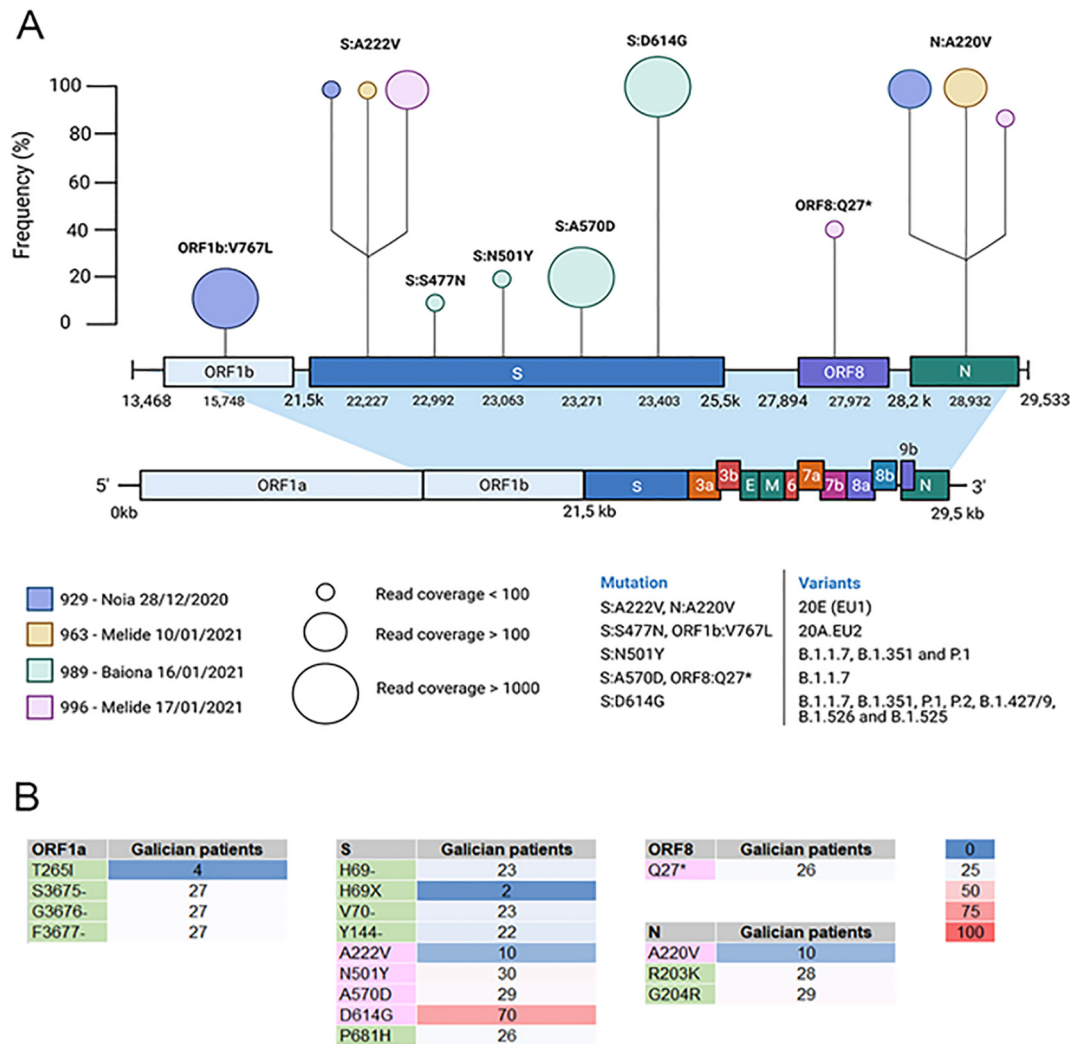 A
S:A222V
S:D614G
N:A220V
Frequency (%)
100
80
60
40
20
0
ORF1b:V767L
S:S477N
S:N501Y
S:A570D
ORF8:Q27*
ORF1b
S
ORF8
N
13,468
15,748
21,5k
22,227
22,992
23,063
23,271
23,403
25,5k
27,894
27,972
28,2 k
28,932
29,533
5'
ORF1a
ORF1b
S
3a
3b
E
M
6
7a
7b
8a
8b
9b
N
3'
0kb
21,5 kb
29,5 kb
929 - Noia 28/12/2020
963 - Melide 10/01/2021
989 - Baiona 16/01/2021
996 - Melide 17/01/2021
Read coverage < 100
Read coverage > 100
Read coverage > 1000
Mutation Variants
S:A222V, N:A220V 20E (EU1)
S:S477N, ORF1b:V767L 20A.EU2
S:N501Y B.1.1.7, B.1.351 and P.1
S:A570D, ORF8:Q27* B.1.1.7
S:D614G B.1.1.7, B.1.351, P.1, P.2, B.1.427/9,
B.1.526 and B.1.525
B
ORF1a Galician patients
T265I 4
S3675- 27
G3676- 27
F3677- 27
S Galician patients
H69- 23
H69X 2
V70- 23
Y144- 22
A222V 10
N501Y 30
A570D 29
D614G 70
P681H 26
ORF8 Galician patients
Q27* 26
N Galician patients
A220V 10
R203K 28
G204R 29
0
25
50
75
100